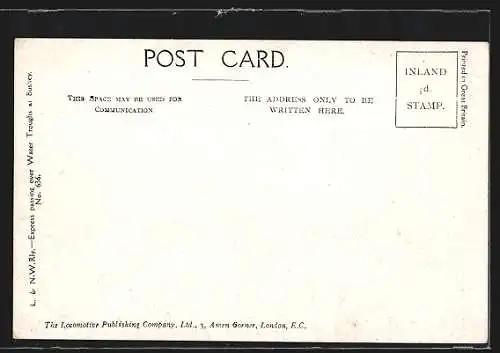 POST CARD.
THIS SPACE MAY BE USED FOR
COMMUNICATION
THE ADDRESS ONLY TO BE
WRITTEN HERE.
INLAND
½d.
STAMP.
Printed in Great Britain.
L. & N.W.Rly.—Express passing over Water Troughs at Bushey.
No. 636.
The Locomotive Publishing Company, Ltd., 3, Amen Corner, London, E.C.